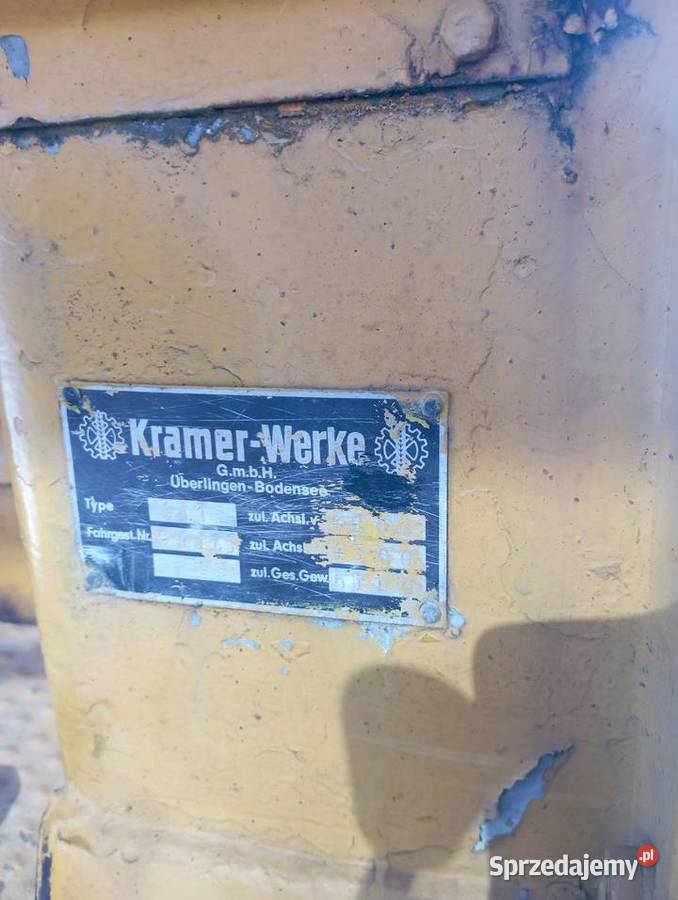 Kramer-Werke
G.m.b.H.
Überlingen-Bodensee
Type zul. Achsl. v.
Fahrgest. Nr. zul. Achsl.
zul. Ges. Gew.
Sprzedajemy.pl